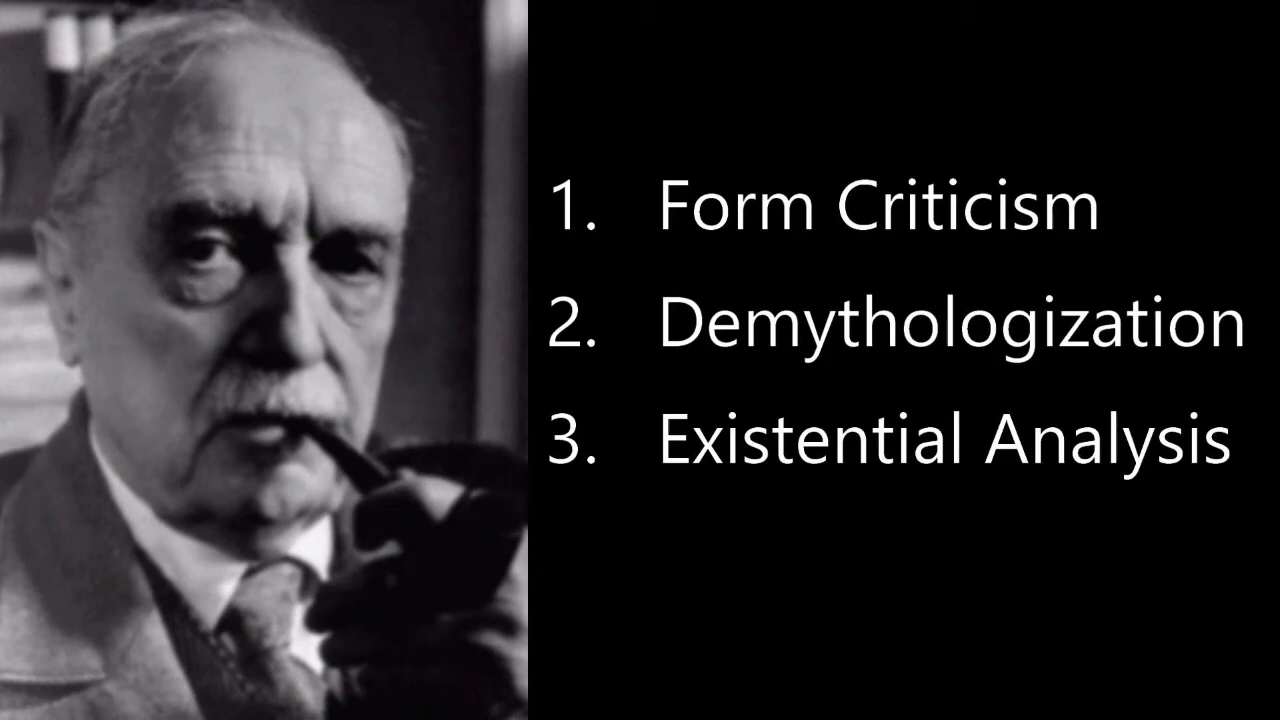 1. Form Criticism
2. Demythologization
3. Existential Analysis